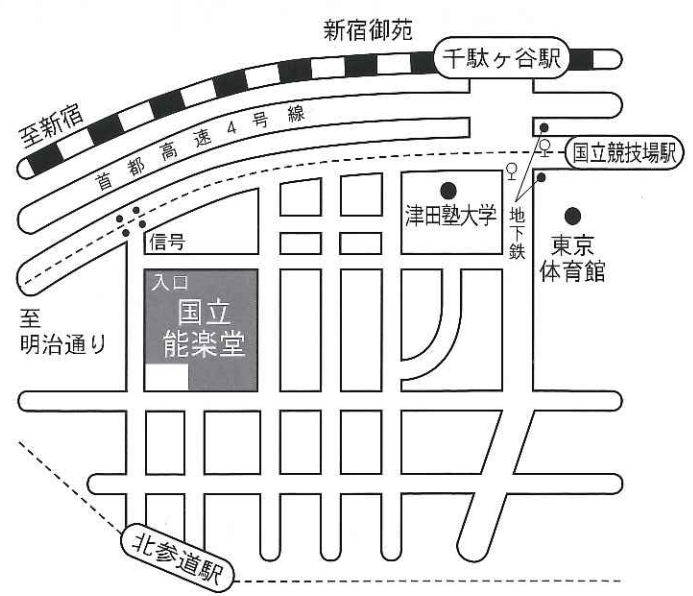 新宿御苑
千駄ヶ谷駅
至新宿
首都高速4号線
国立競技場駅
津田塾大学
地下鉄
東京
体育館
信号
入口
国立
能楽堂
至
明治通り
北参道駅